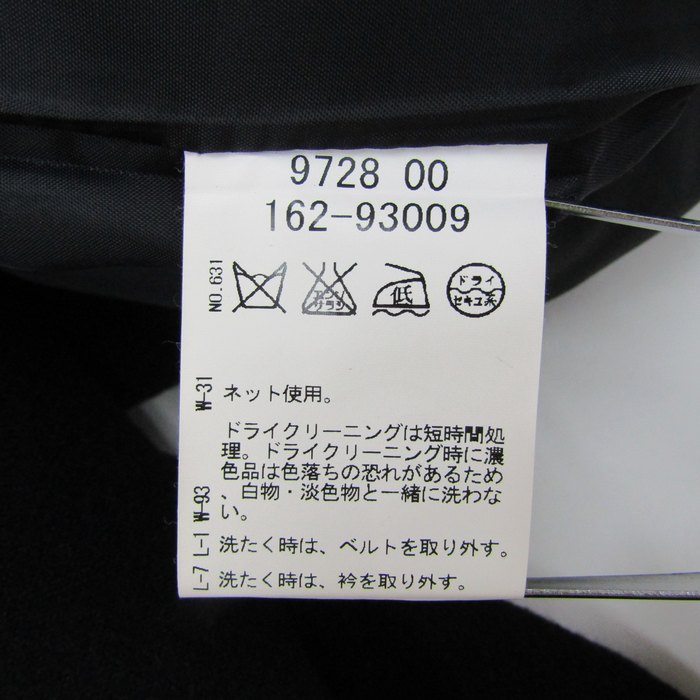 9728 00
162-93009
NO.631
エンソ
サラシ
低
ドライ
セキユ系
W-31 ネット使用。
W-93 ドライクリーニングは短時間処
理。ドライクリーニング時に濃
色品は色落ちの恐れがあるため
、白物・淡色物と一緒に洗わな
い。
L-1 洗たく時は、ベルトを取り外す。
L-7 洗たく時は、衿を取り外す。